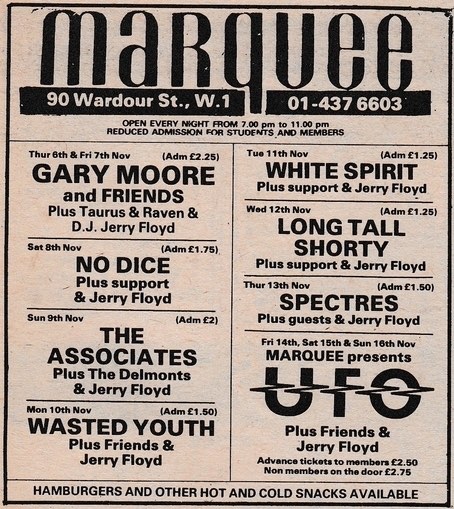 marquee
90 Wardour St., W.1
01-437 6603
OPEN EVERY NIGHT FROM 7.00 pm to 11.00 pm
REDUCED ADMISSION FOR STUDENTS AND MEMBERS
Thur 6th & Fri 7th Nov (Adm £2.25)
GARY MOORE
and FRIENDS
Plus Taurus & Raven &
D.J. Jerry Floyd
Sat 8th Nov (Adm £1.75)
NO DICE
Plus support
& Jerry Floyd
Sun 9th Nov (Adm £2)
THE
ASSOCIATES
Plus The Delmonts
& Jerry Floyd
Mon 10th Nov (Adm £1.50)
WASTED YOUTH
Plus Friends &
Jerry Floyd
Tue 11th Nov (Adm £1.25)
WHITE SPIRIT
Plus support & Jerry Floyd
Wed 12th Nov (Adm £1.25)
LONG TALL
SHORTY
Plus support & Jerry Floyd
Thur 13th Nov (Adm £1.50)
SPECTRES
Plus guests & Jerry Floyd
Fri 14th, Sat 15th & Sun 16th Nov
MARQUEE presents
UFO
Plus Friends &
Jerry Floyd
Advance tickets to members £2.50
Non members on the door £2.75
HAMBURGERS AND OTHER HOT AND COLD SNACKS AVAILABLE